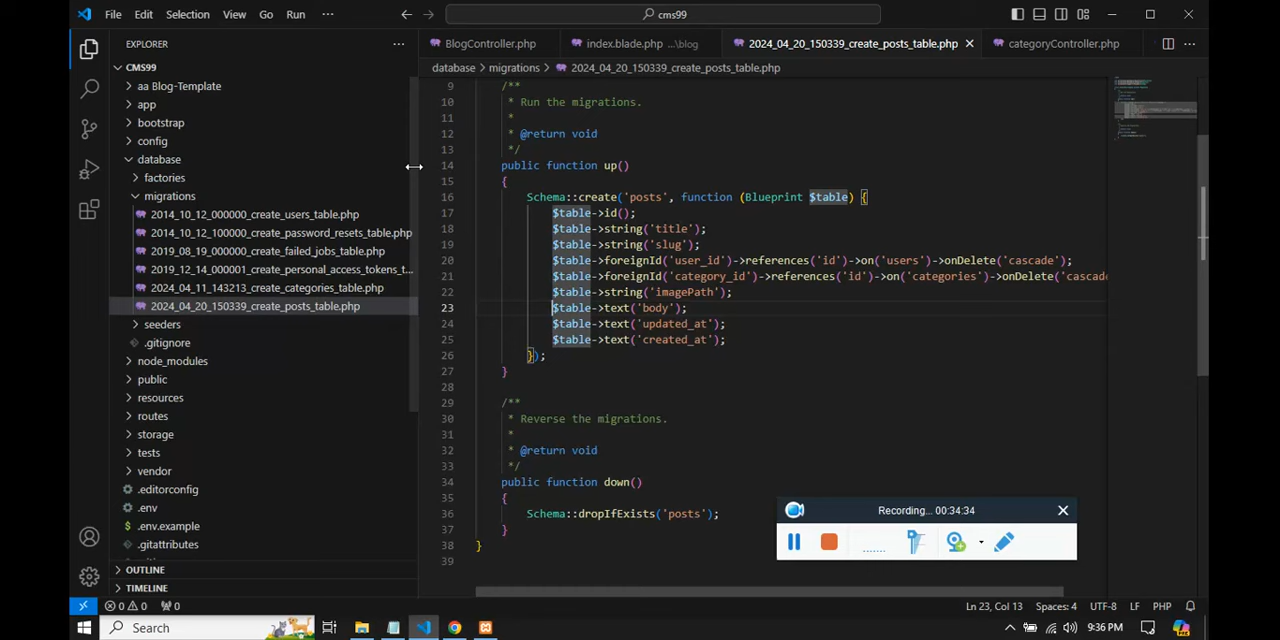 File Edit Selection View Go Run ··· cms99
EXPLORER ···
BlogController.php index.blade.php ...\blog 2024_04_20_150339_create_posts_table.php categoryController.php ···
CMS99
database > migrations > 2024_04_20_150339_create_posts_table.php
aa Blog-Template
app
bootstrap
config
database
factories
migrations
2014_10_12_000000_create_users_table.php
2014_10_12_100000_create_password_resets_table.php
2019_08_19_000000_create_failed_jobs_table.php
2019_12_14_000001_create_personal_access_tokens_t...
2024_04_11_143213_create_categories_table.php
2024_04_20_150339_create_posts_table.php
seeders
.gitignore
node_modules
public
resources
routes
storage
tests
vendor
.editorconfig
.env
.env.example
.gitattributes
OUTLINE
TIMELINE
9 /**
10 * Run the migrations.
11 *
12 * @return void
13 */
14 public function up()
15 {
16 Schema::create('posts', function (Blueprint $table) {
17 $table->id();
18 $table->string('title');
19 $table->string('slug');
20 $table->foreignId('user_id')->references('id')->on('users')->onDelete('cascade');
21 $table->foreignId('category_id')->references('id')->on('categories')->onDelete('cascade
22 $table->string('imagePath');
23 $table->text('body');
24 $table->text('updated_at');
25 $table->text('created_at');
26 });
27 }
28
29 /**
30 * Reverse the migrations.
31 *
32 * @return void
33 */
34 public function down()
35 {
36 Schema::dropIfExists('posts');
37 }
38 }
39
Recording... 00:34:34
0 0 0 Ln 23, Col 13 Spaces: 4 UTF-8 LF PHP
Search 9:36 PM